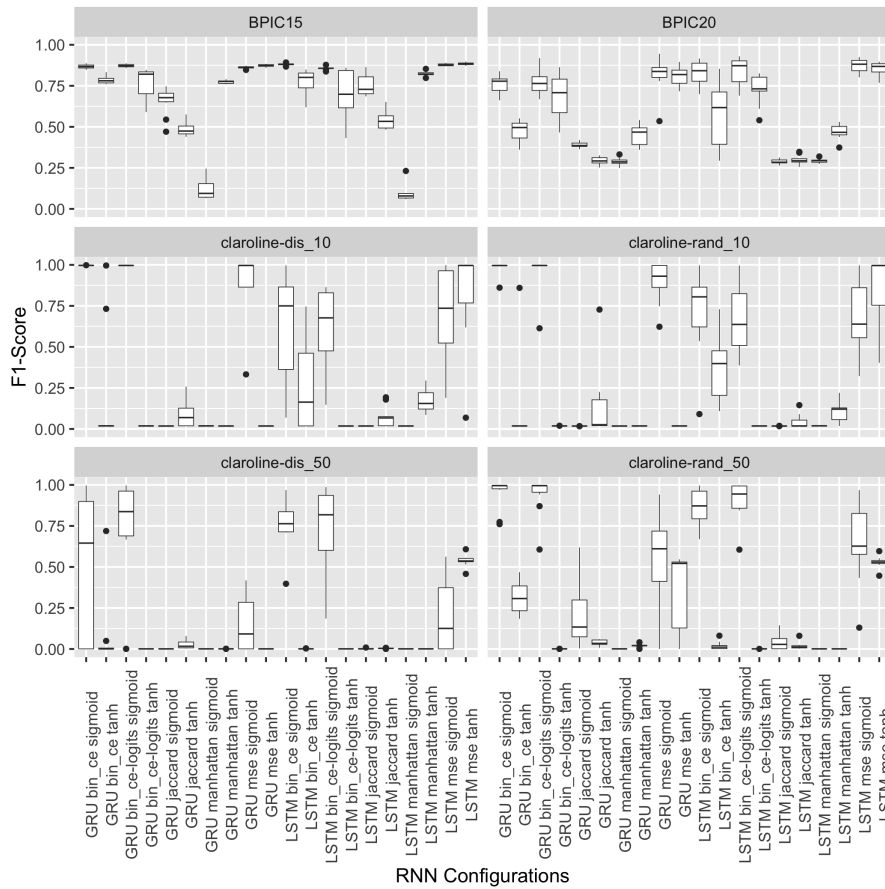 BPIC15
BPIC20
1.00
0.75
0.50
0.25
0.00
claroline-dis_10
claroline-rand_10
1.00
0.75
0.50
0.25
0.00
claroline-dis_50
claroline-rand_50
1.00
0.75
0.50
0.25
0.00
F1-Score
GRU bin_ce sigmoid
GRU bin_ce tanh
GRU bin_ce-logits sigmoid
GRU bin_ce-logits tanh
GRU jaccard sigmoid
GRU jaccard tanh
GRU manhattan sigmoid
GRU manhattan tanh
GRU mse sigmoid
GRU mse tanh
LSTM bin_ce sigmoid
LSTM bin_ce tanh
LSTM bin_ce-logits sigmoid
LSTM bin_ce-logits tanh
LSTM jaccard sigmoid
LSTM jaccard tanh
LSTM manhattan sigmoid
LSTM manhattan tanh
LSTM mse sigmoid
LSTM mse tanh
GRU bin_ce sigmoid
GRU bin_ce tanh
GRU bin_ce-logits sigmoid
GRU bin_ce-logits tanh
GRU jaccard sigmoid
GRU jaccard tanh
GRU manhattan sigmoid
GRU manhattan tanh
GRU mse sigmoid
GRU mse tanh
LSTM bin_ce sigmoid
LSTM bin_ce tanh
LSTM bin_ce-logits sigmoid
LSTM bin_ce-logits tanh
LSTM jaccard sigmoid
LSTM jaccard tanh
LSTM manhattan sigmoid
LSTM manhattan tanh
LSTM mse sigmoid
LSTM mse tanh
RNN Configurations